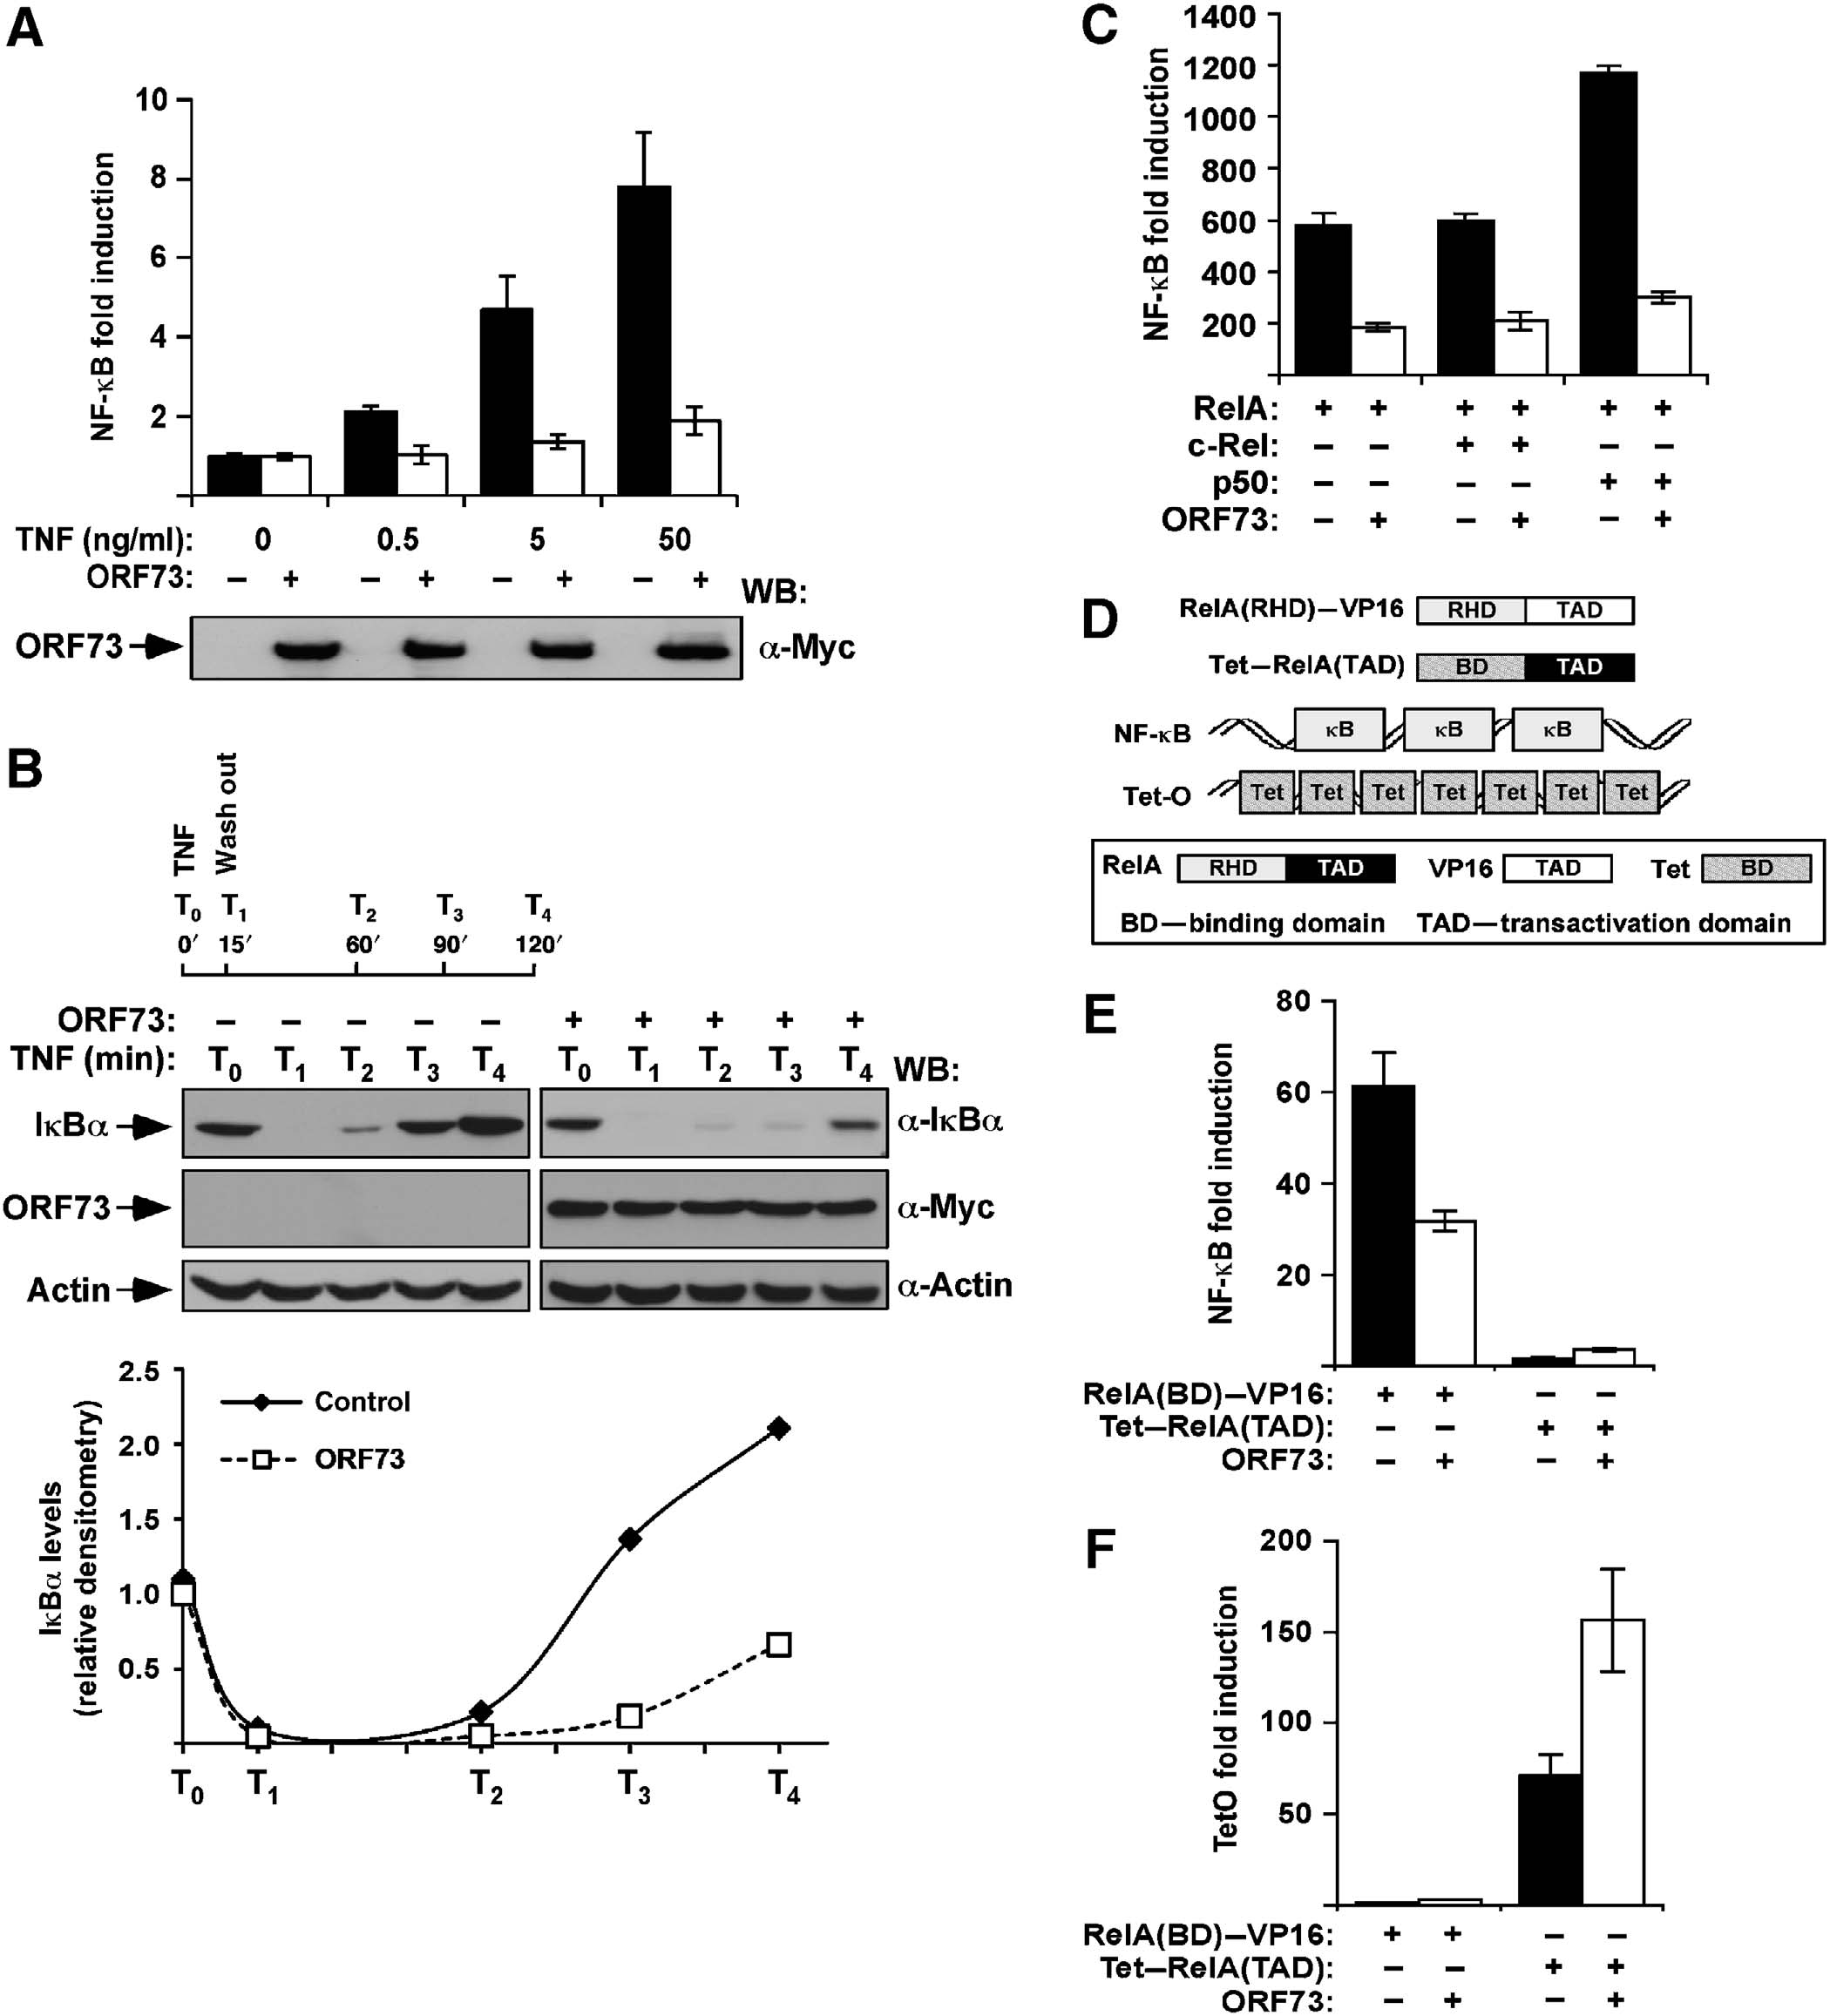 A
NF-κB fold induction
10
8
6
4
2
TNF (ng/ml): 0 0.5 5 50
ORF73: – + – + – + – + WB:
ORF73 α-Myc
B
TNF Wash out
T0 T1 T2 T3 T4
0′ 15′ 60′ 90′ 120′
ORF73: – – – – – + + + + +
TNF (min): T0 T1 T2 T3 T4 T0 T1 T2 T3 T4 WB:
IκBα α-IκBα
ORF73 α-Myc
Actin α-Actin
IκBα levels
(relative densitometry)
2.5
2.0
1.5
1.0
0.5
Control
ORF73
T0 T1 T2 T3 T4
C
NF-κB fold induction
1400
1200
1000
800
600
400
200
RelA: + + + + + +
c-Rel: – – + + – –
p50: – – – – + +
ORF73: – + – + – +
D
RelA(RHD)–VP16 RHD TAD
Tet–RelA(TAD) BD TAD
NF-κB κB κB κB
Tet-O Tet Tet Tet Tet Tet Tet Tet
RelA RHD TAD VP16 TAD Tet BD
BD—binding domain TAD—transactivation domain
E
NF-κB fold induction
80
60
40
20
RelA(BD)–VP16: + + – –
Tet–RelA(TAD): – – + +
ORF73: – + – +
F
TetO fold induction
200
150
100
50
RelA(BD)–VP16: + + – –
Tet–RelA(TAD): – – + +
ORF73: – + – +